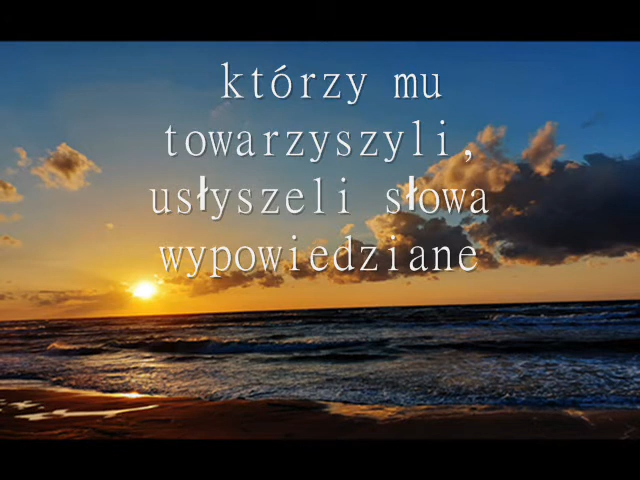 którzy mu
towarzyszyli,
usłyszeli słowa
wypowiedziane